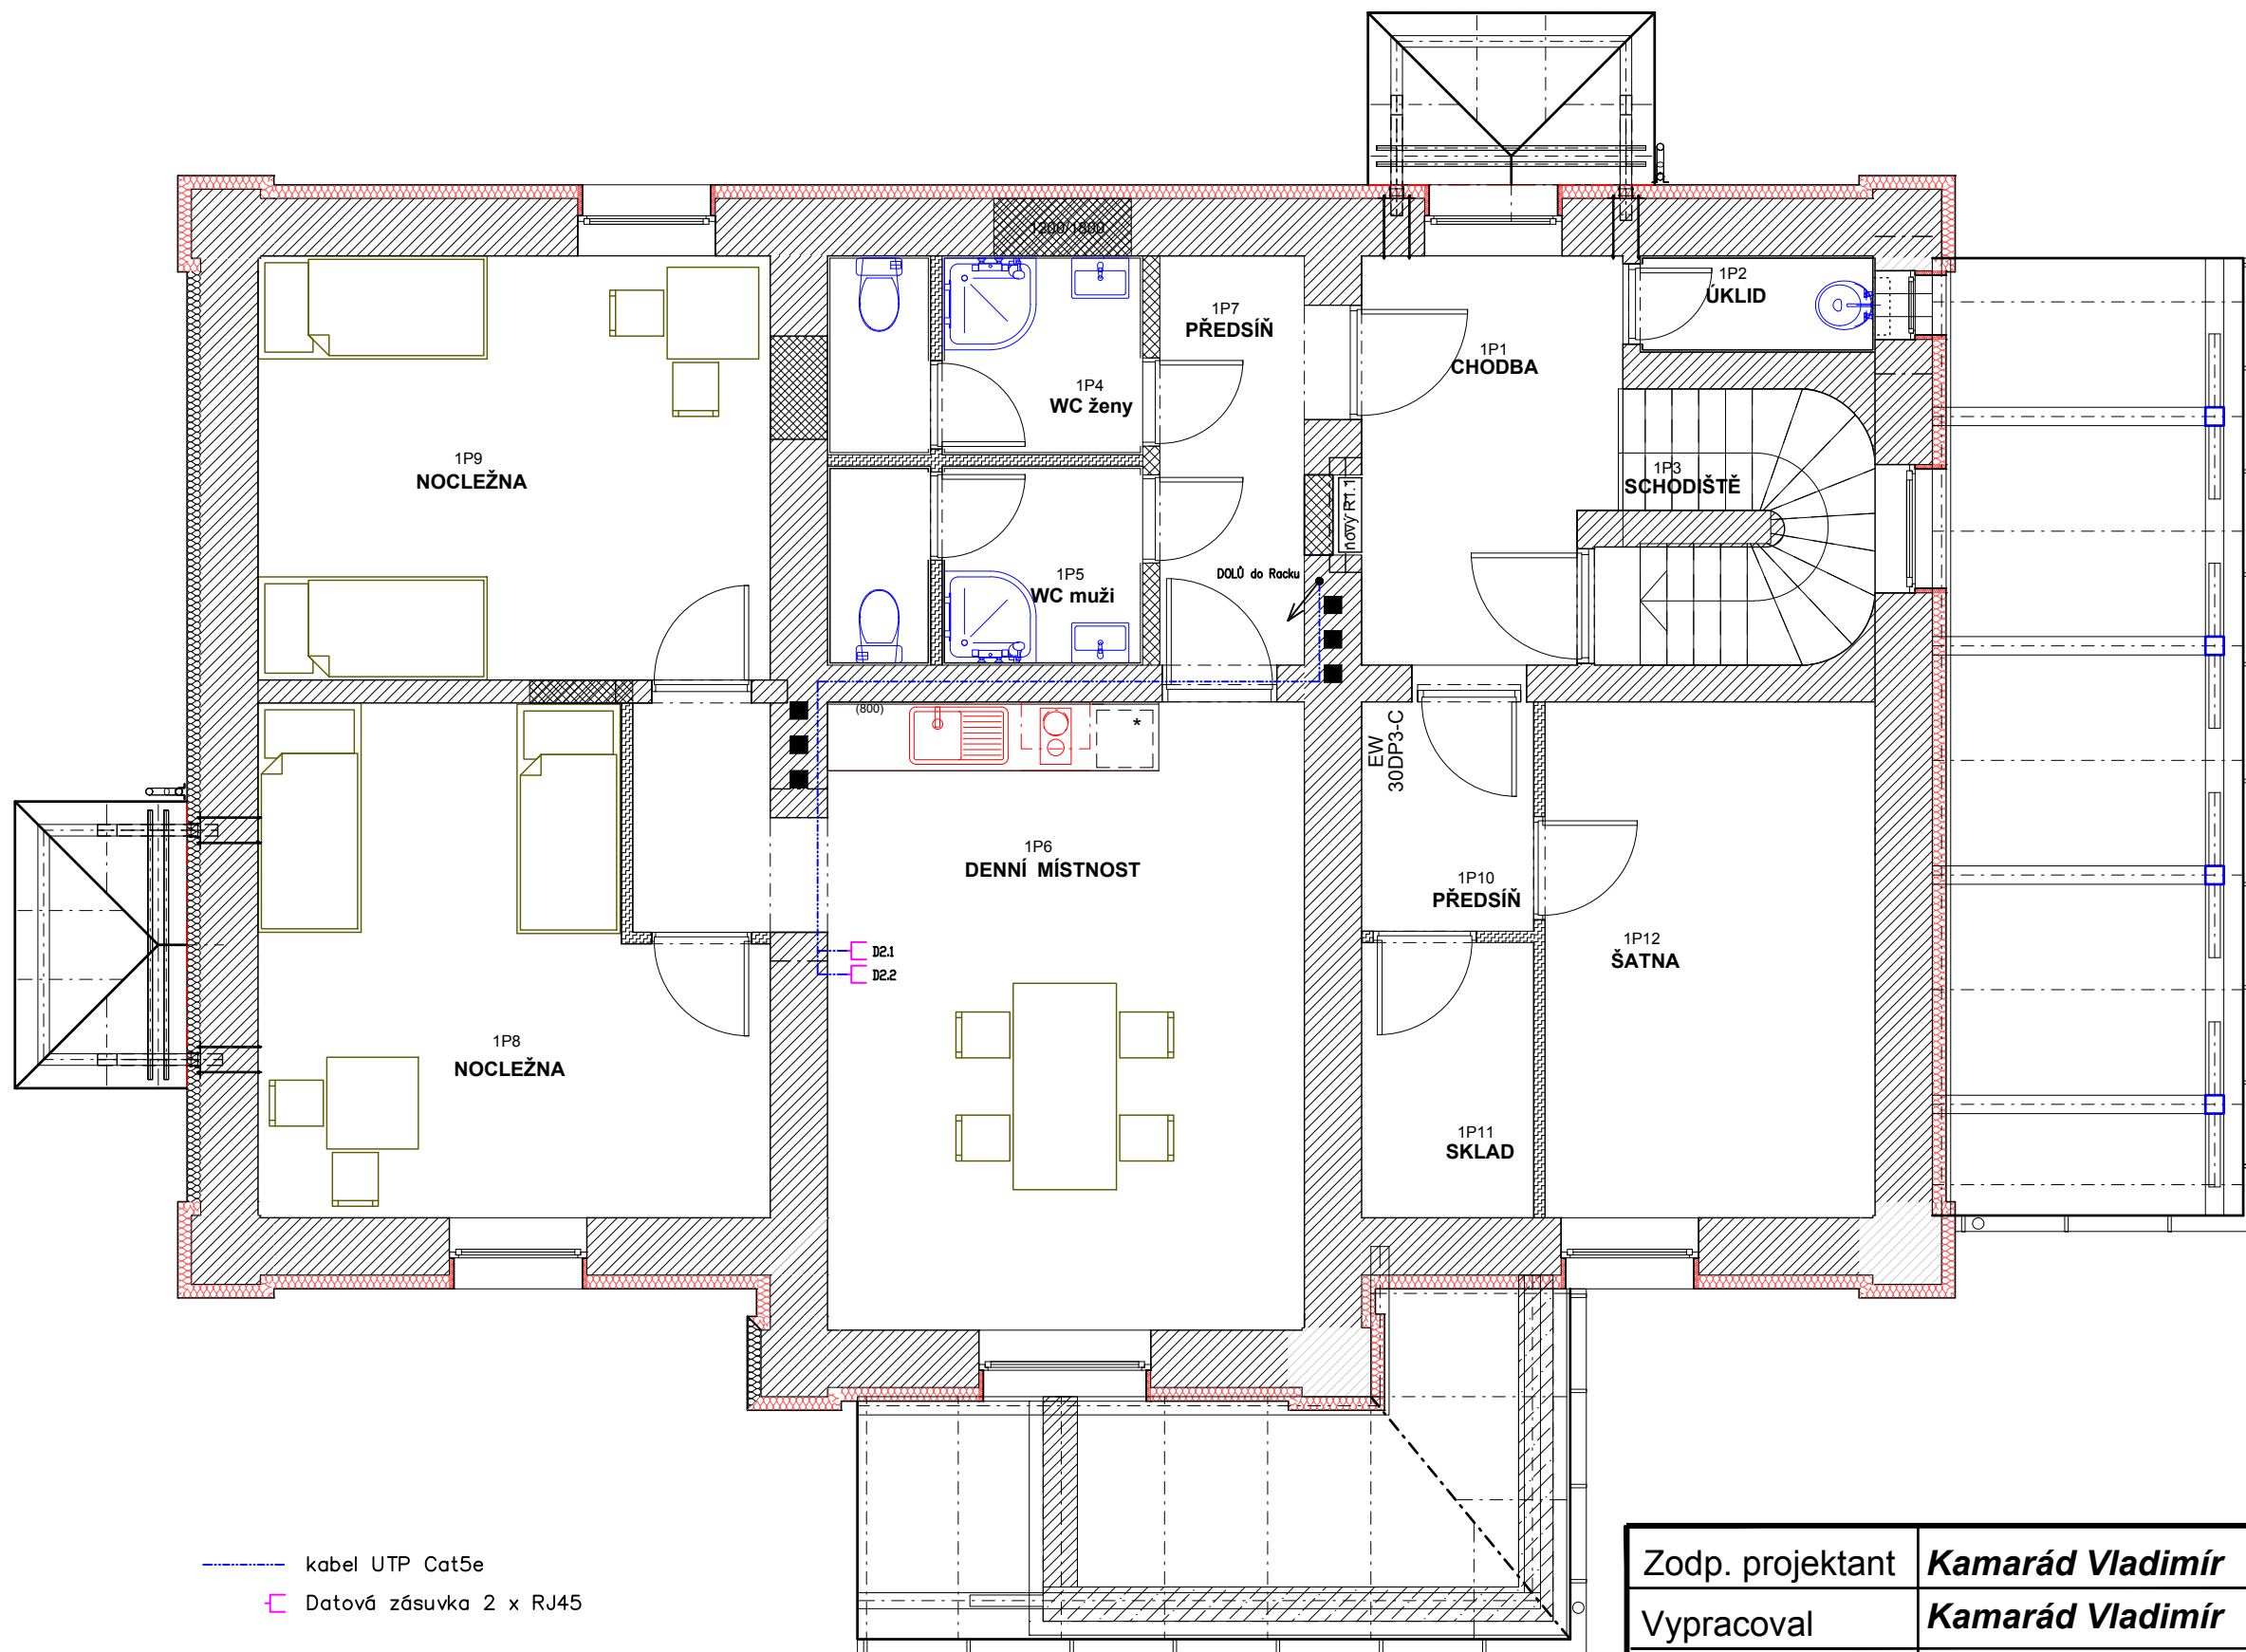 1200/1800
1P2
ÚKLID
1P7
PŘEDSÍŇ
1P1
CHODBA
1P4
WC ženy
1P9
NOCLEŽNA
1P3
SCHODIŠTĚ
nový R1.1
1P5
WC muži
DOLŮ do Racku
(800)
*
EW
30DP3-C
1P6
DENNÍ MÍSTNOST
1P10
PŘEDSÍŇ
D2.1
D2.2
1P12
ŠATNA
1P8
NOCLEŽNA
1P11
SKLAD
kabel UTP Cat5e
Datová zásuvka 2 x RJ45
Zodp. projektant Kamarád Vladimír
Vypracoval Kamarád Vladimír